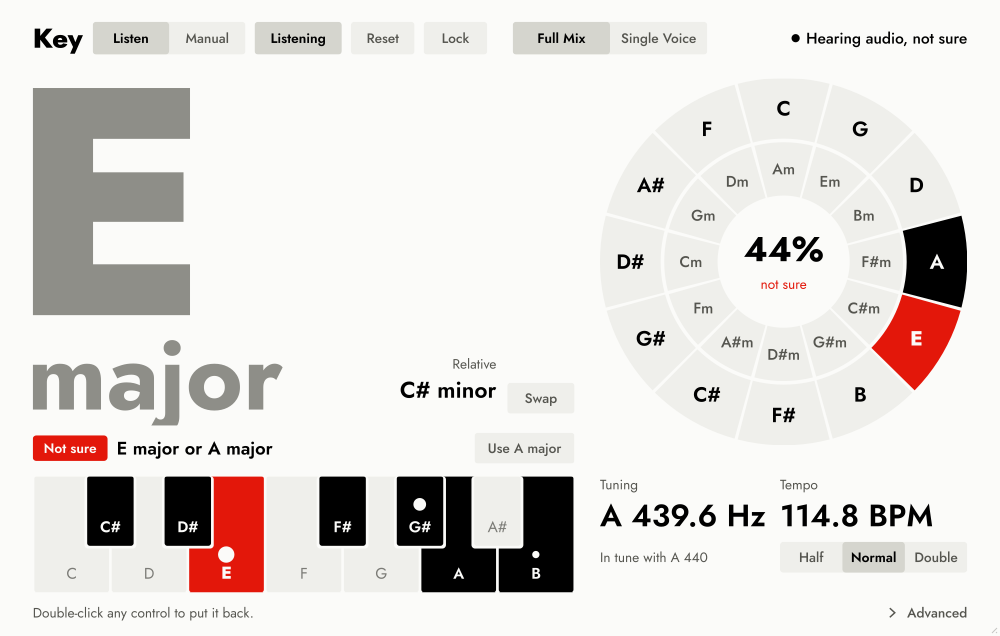 Key Listen Manual Listening Reset Lock Full Mix Single Voice Hearing audio, not sure
E
major
Relative
C# minor Swap
Not sure E major or A major Use A major
C# D# F# G# A#
C D E F G A B
Double-click any control to put it back.
C
F G
A# D
D# A
G# E
C# B
F#
Am
Dm Em
Gm Bm
Cm F#m
Fm C#m
A#m G#m
D#m
44%
not sure
Tuning Tempo
A 439.6 Hz 114.8 BPM
In tune with A 440 Half Normal Double
Advanced